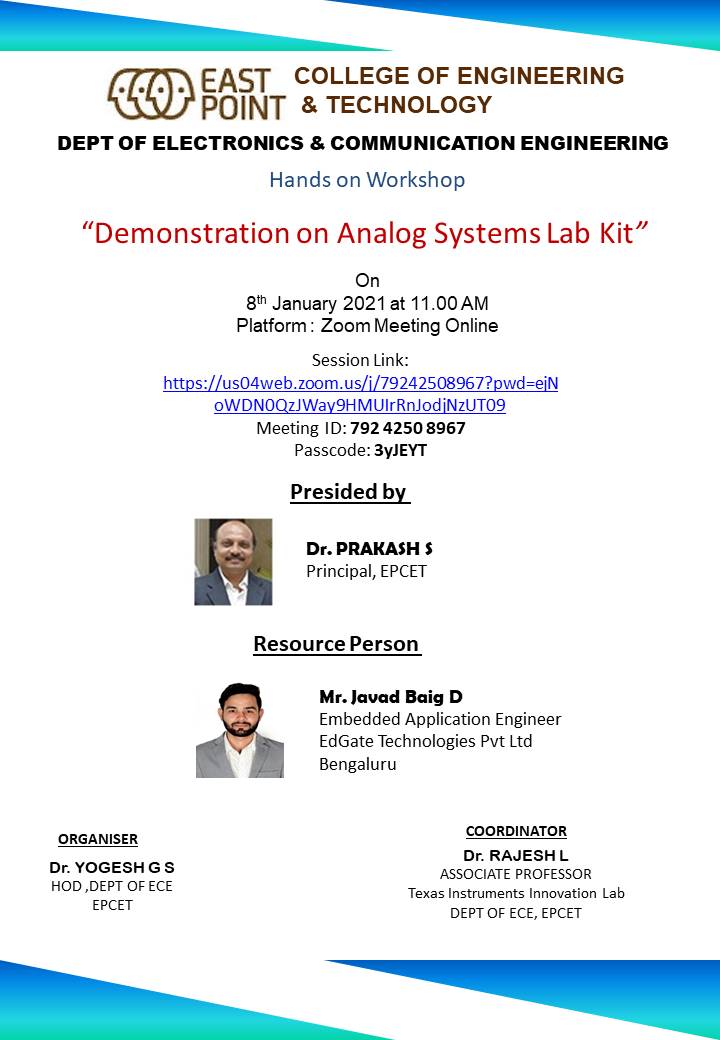 EAST POINT COLLEGE OF ENGINEERING & TECHNOLOGY
DEPT OF ELECTRONICS & COMMUNICATION ENGINEERING
Hands on Workshop
“Demonstration on Analog Systems Lab Kit”
On
8th January 2021 at 11.00 AM
Platform : Zoom Meeting Online
Session Link:
https://us04web.zoom.us/j/79242508967?pwd=ejN
oWDN0QzJWay9HMUIrRnJodjNzUT09
Meeting ID: 792 4250 8967
Passcode: 3yJEYT
Presided by
Dr. PRAKASH S
Principal, EPCET
Resource Person
Mr. Javad Baig D
Embedded Application Engineer
EdGate Technologies Pvt Ltd
Bengaluru
ORGANISER
Dr. YOGESH G S
HOD ,DEPT OF ECE
EPCET
COORDINATOR
Dr. RAJESH L
ASSOCIATE PROFESSOR
Texas Instruments Innovation Lab
DEPT OF ECE, EPCET